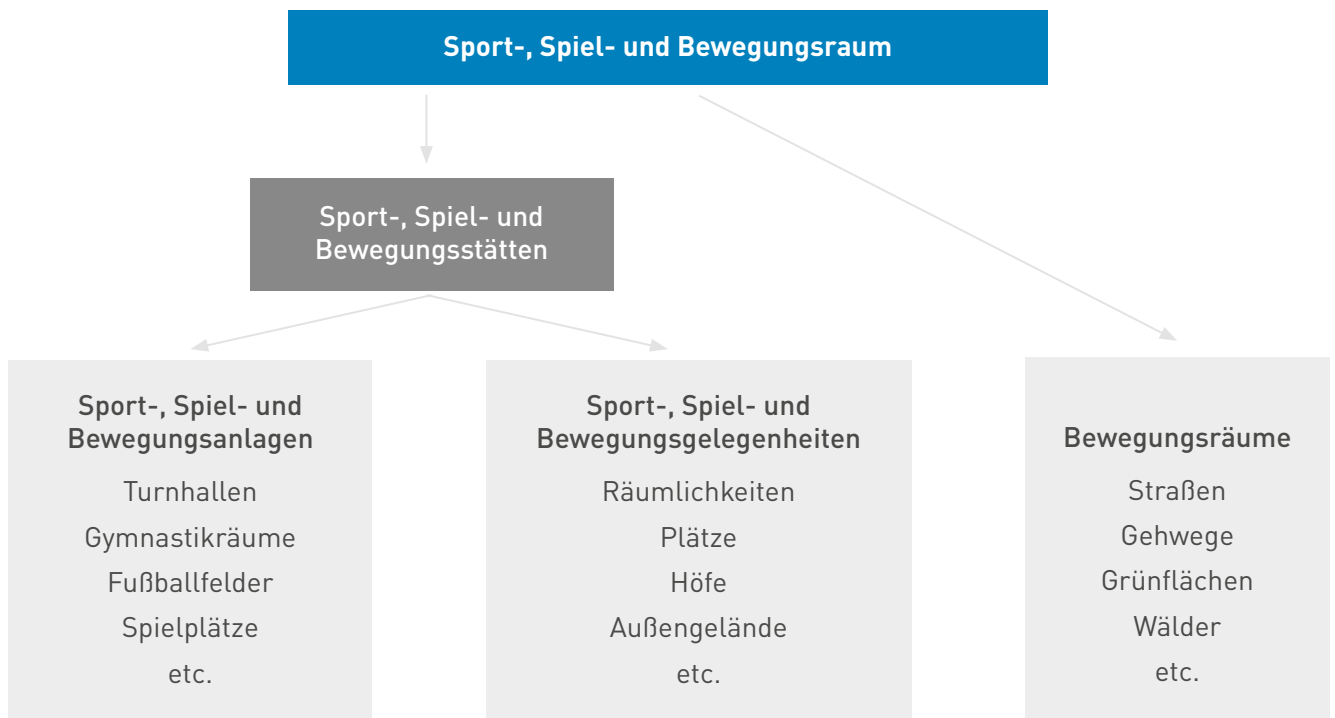 Sport-, Spiel- und Bewegungsraum
Sport-, Spiel- und
Bewegungsstätten
Sport-, Spiel- und
Bewegungsanlagen
Turnhallen
Gymnastikräume
Fußballfelder
Spielplätze
etc.
Sport-, Spiel- und
Bewegungsgelegenheiten
Räumlichkeiten
Plätze
Höfe
Außengelände
etc.
Bewegungsräume
Straßen
Gehwege
Grünflächen
Wälder
etc.